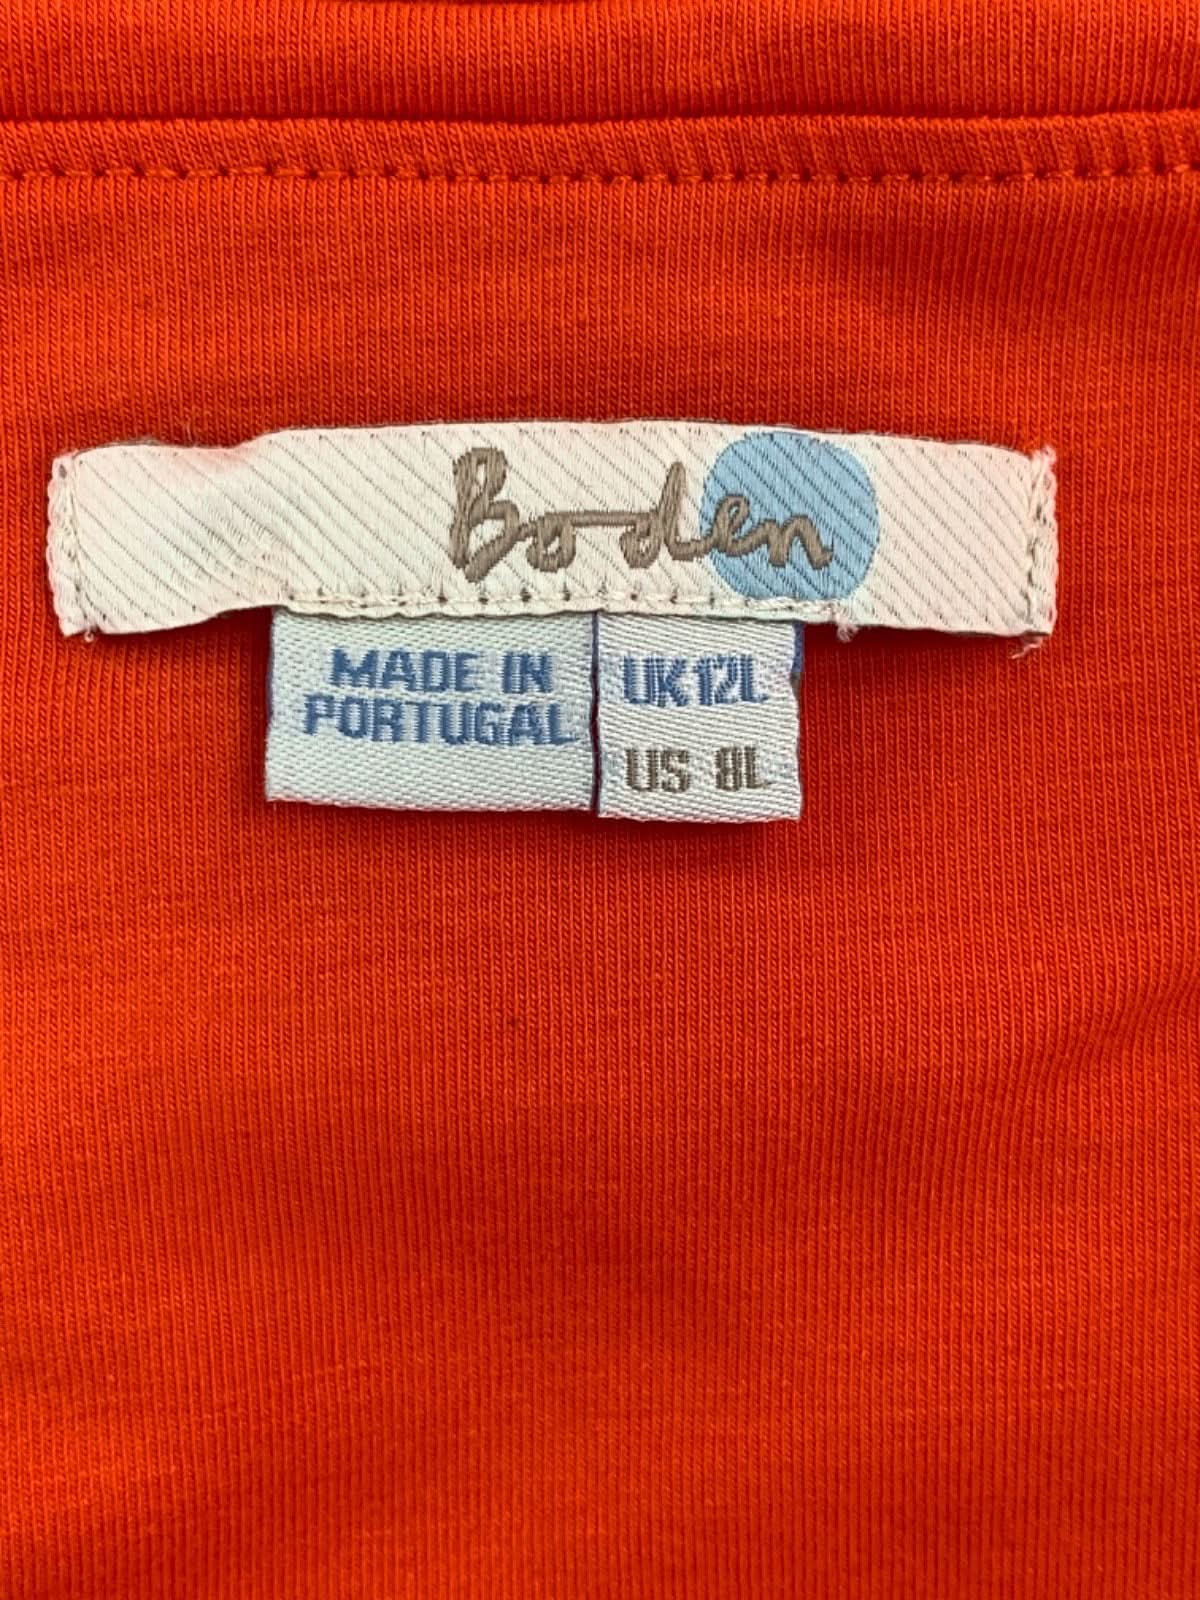 Boden
MADE IN
PORTUGAL
UK12L
US 8L